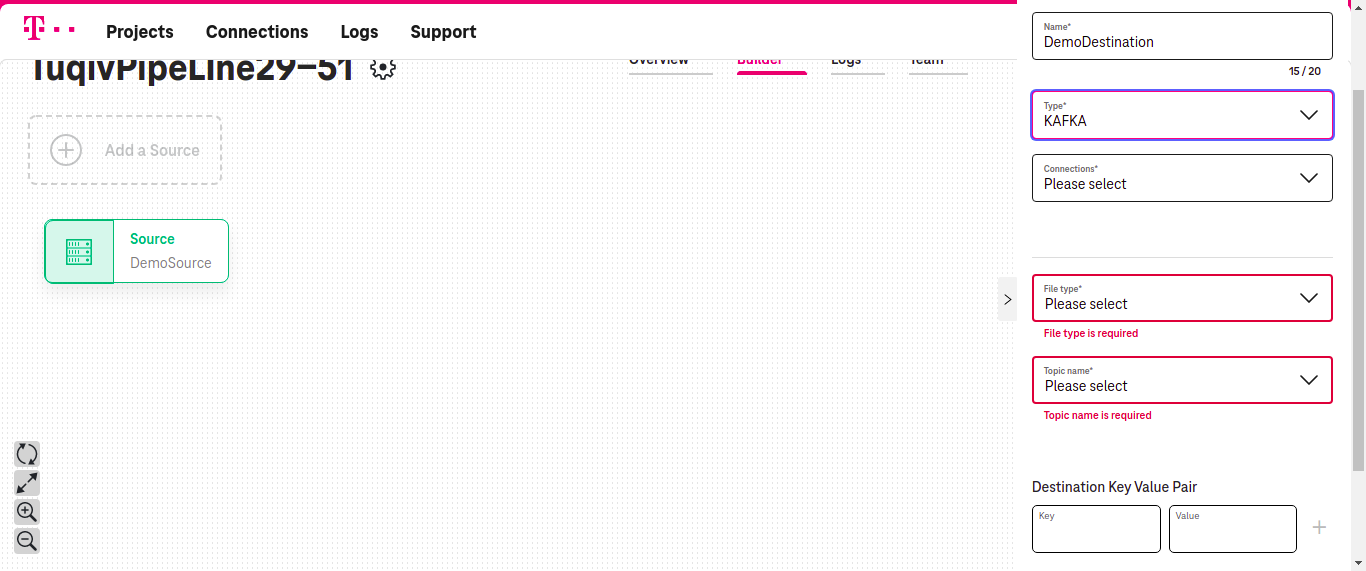 T
Projects
Connections
Logs
Support
TuqivPipeLine29-51
Overview
Builder
Logs
Team
Add a Source
Source
DemoSource
Name*
DemoDestination
15 / 20
Type*
KAFKA
Connections*
Please select
File type*
Please select
File type is required
Topic name*
Please select
Topic name is required
Destination Key Value Pair
Key
Value